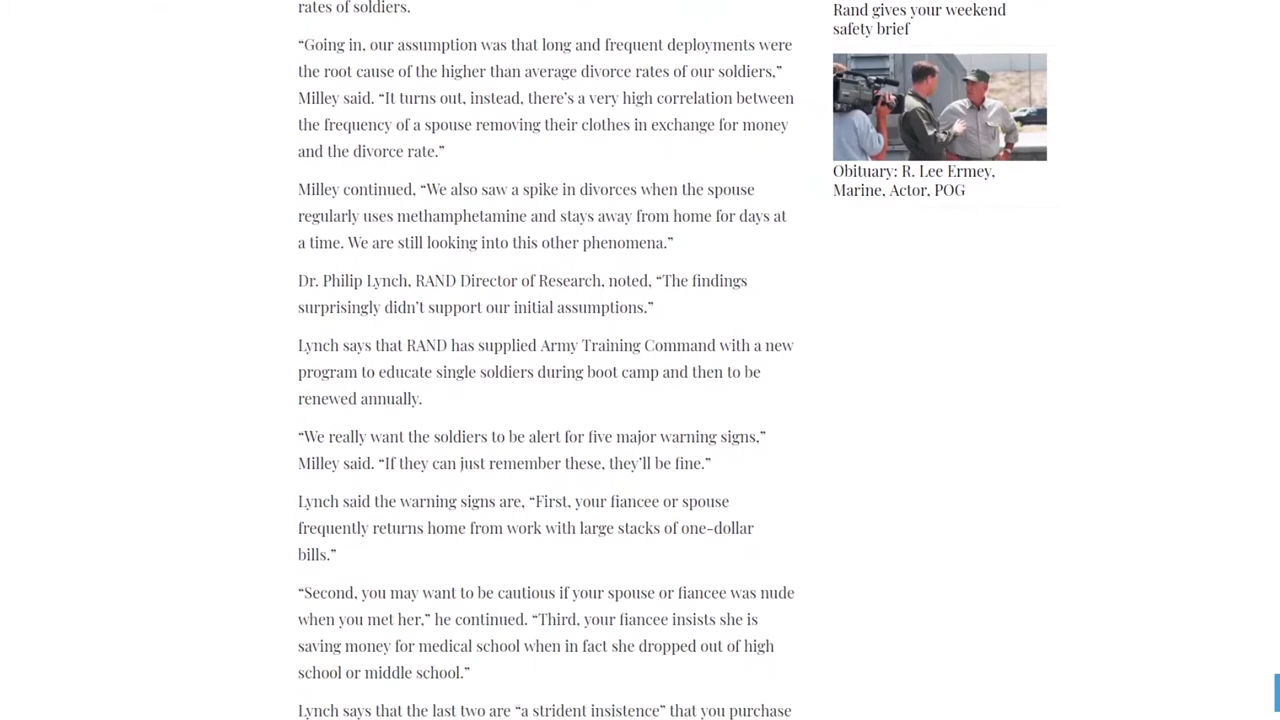 rates of soldiers.
“Going in, our assumption was that long and frequent deployments were
the root cause of the higher than average divorce rates of our soldiers,”
Milley said. “It turns out, instead, there’s a very high correlation between
the frequency of a spouse removing their clothes in exchange for money
and the divorce rate.”
Milley continued, “We also saw a spike in divorces when the spouse
regularly uses methamphetamine and stays away from home for days at
a time. We are still looking into this other phenomena.”
Dr. Philip Lynch, RAND Director of Research, noted, “The findings
surprisingly didn’t support our initial assumptions.”
Lynch says that RAND has supplied Army Training Command with a new
program to educate single soldiers during boot camp and then to be
renewed annually.
“We really want the soldiers to be alert for five major warning signs,”
Milley said. “If they can just remember these, they’ll be fine.”
Lynch said the warning signs are, “First, your fiancee or spouse
frequently returns home from work with large stacks of one-dollar
bills.”
“Second, you may want to be cautious if your spouse or fiancee was nude
when you met her,” he continued. “Third, your fiancee insists she is
saving money for medical school when in fact she dropped out of high
school or middle school.”
Lynch says that the last two are “a strident insistence” that you purchase
Rand gives your weekend
safety brief
Obituary: R. Lee Ermey,
Marine, Actor, POG